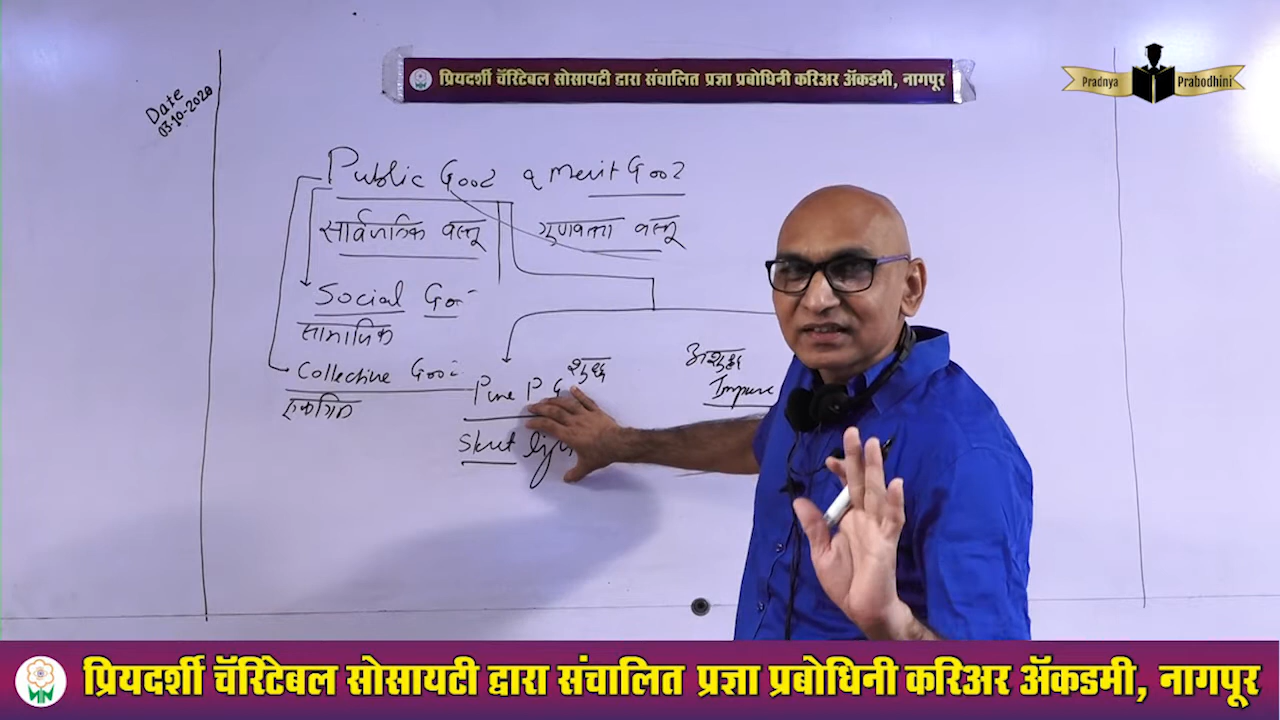 प्रियदर्शी चॅरिटेबल सोसायटी द्वारा संचालित प्रज्ञा प्रबोधिनी करिअर ॲकडमी, नागपूर
Pradnya Prabodhini
Date
03-10-2020
Public Good & Merit Good
सार्वजनिक वस्तू गुणवत्ता वस्तू
Social Goo
सामाजिक
Collective Goo
एकत्रित
Pure P G शुद्ध
अशुद्ध
Impure
प्रियदर्शी चॅरिटेबल सोसायटी द्वारा संचालित प्रज्ञा प्रबोधिनी करिअर ॲकडमी, नागपूर